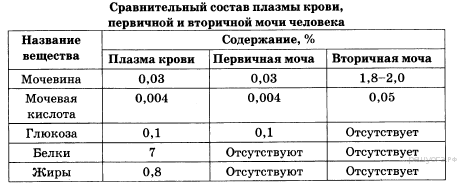 Сравнительный состав плазмы крови,
первичной и вторичной мочи человека
Название вещества | Содержание, %
Плазма крови | Первичная моча | Вторичная моча
Мочевина | 0,03 | 0,03 | 1,8–2,0
Мочевая кислота | 0,004 | 0,004 | 0,05
Глюкоза | 0,1 | 0,1 | Отсутствует
Белки | 7 | Отсутствуют | Отсутствует
Жиры | 0,8 | Отсутствуют | Отсутствует